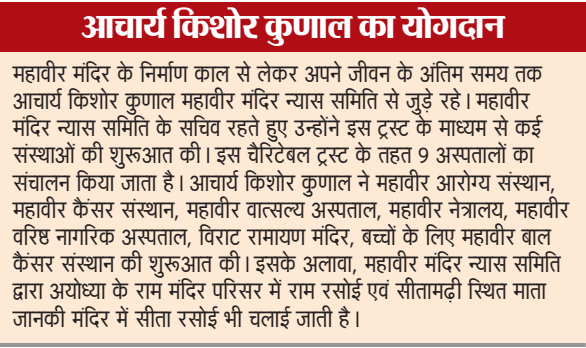 आचार्य किशोर कुणाल का योगदान
महावीर मंदिर के निर्माण काल से लेकर अपने जीवन के अंतिम समय तक
आचार्य किशोर कुणाल महावीर मंदिर न्यास समिति से जुड़े रहे। महावीर
मंदिर न्यास समिति के सचिव रहते हुए उन्होंने इस ट्रस्ट के माध्यम से कई
संस्थाओं की शुरूआत की। इस चैरिटेबल ट्रस्ट के तहत 9 अस्पतालों का
संचालन किया जाता है। आचार्य किशोर कुणाल ने महावीर आरोग्य संस्थान,
महावीर कैंसर संस्थान, महावीर वात्सल्य अस्पताल, महावीर नेत्रालय, महावीर
वरिष्ठ नागरिक अस्पताल, विराट रामायण मंदिर, बच्चों के लिए महावीर बाल
कैंसर संस्थान की शुरूआत की। इसके अलावा, महावीर मंदिर न्यास समिति
द्वारा अयोध्या के राम मंदिर परिसर में राम रसोई एवं सीतामढ़ी स्थित माता
जानकी मंदिर में सीता रसोई भी चलाई जाती है।